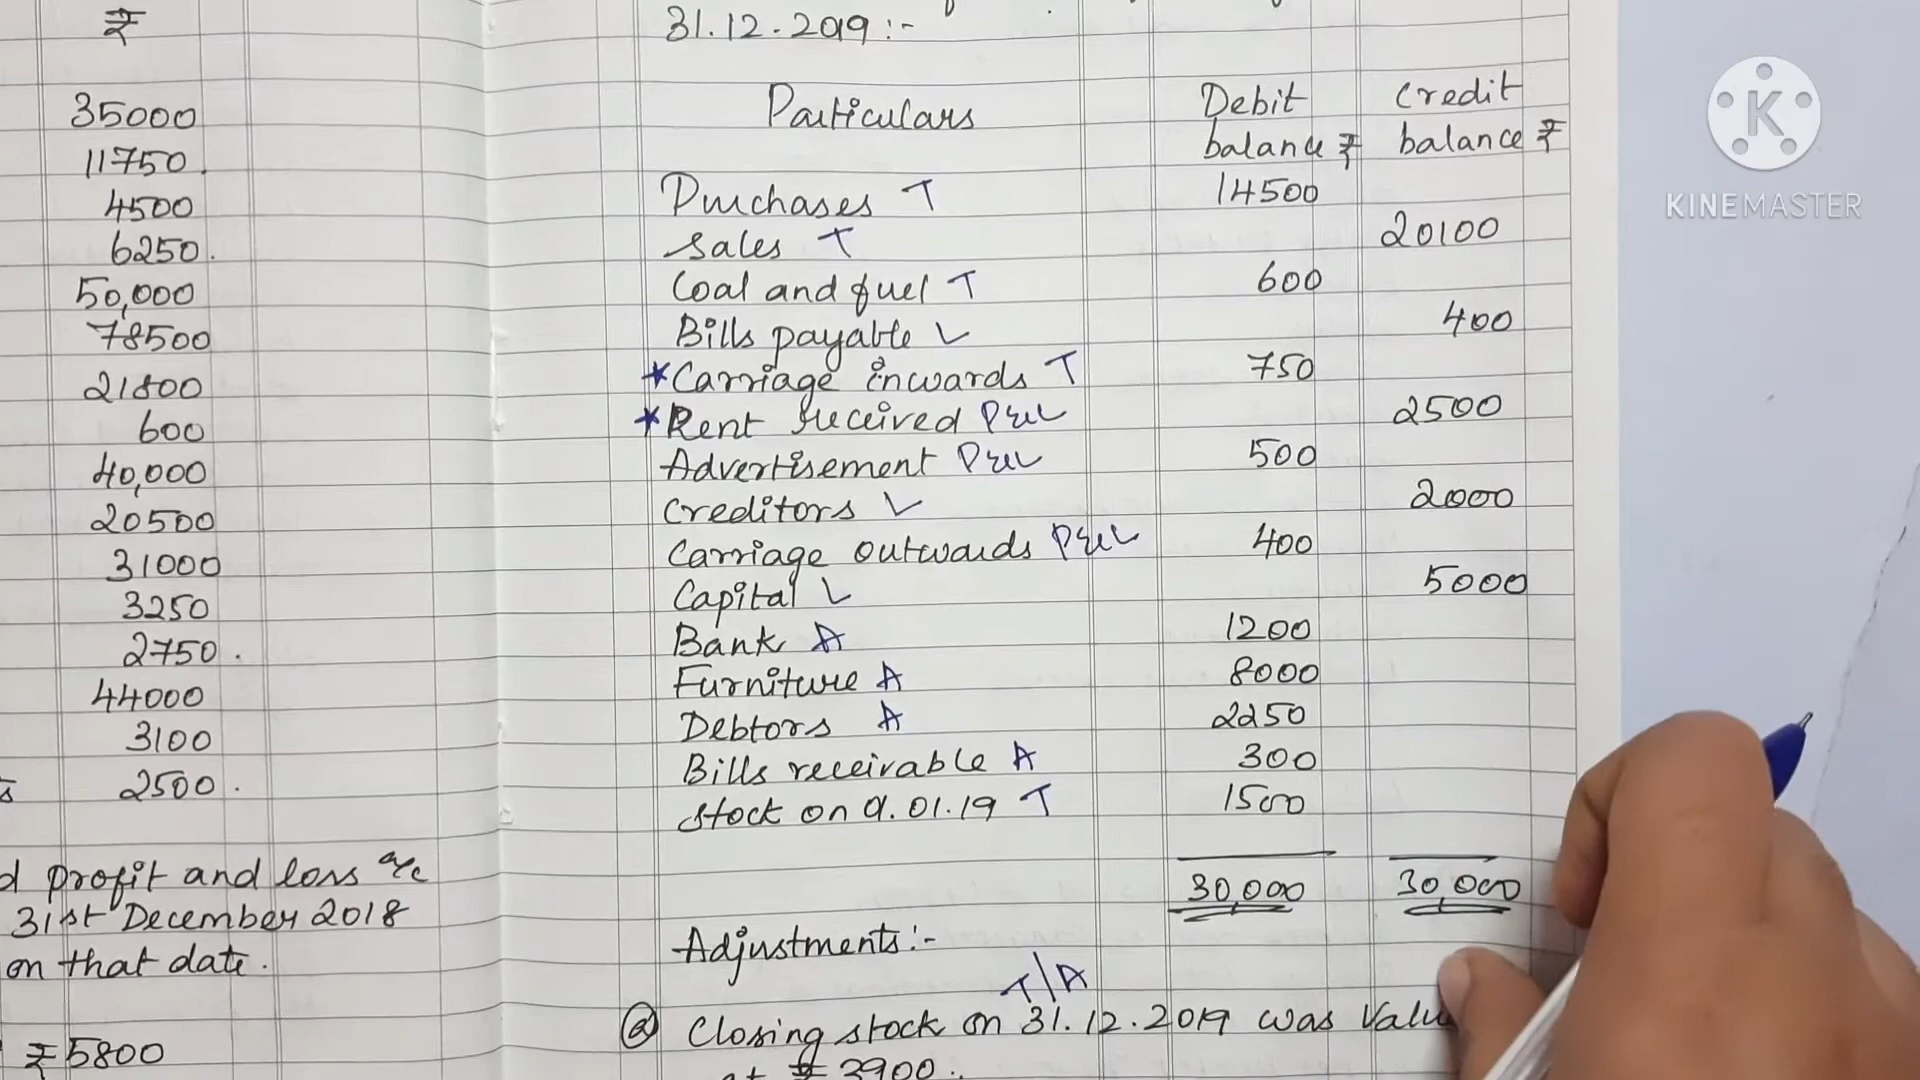 ₹
35000
11750.
4500
6250.
50,000
78500
21800
600
40,000
20500
31000
3250
2750.
44000
3100
2500.
d profit and loss a/c
31st December 2018
on that date.
₹ 5800
31.12.2019:-
Particulars Debit balance ₹ Credit balance ₹
Purchases T 14500
Sales T 20100
Coal and fuel T 600
Bills payable L 400
*Carriage inwards T 750
*Rent received P&L 2500
Advertisement P&L 500
Creditors L 2000
Carriage outwards P&L 400
Capital L 5000
Bank A 1200
Furniture A 8000
Debtors A 2250
Bills receivable A 300
Stock on 01.01.19 T 1500
30,000 30,000
Adjustments:-
T/A
(a) Closing stock on 31.12.2019 was valu
at ₹ 3900.
K
KINEMASTER